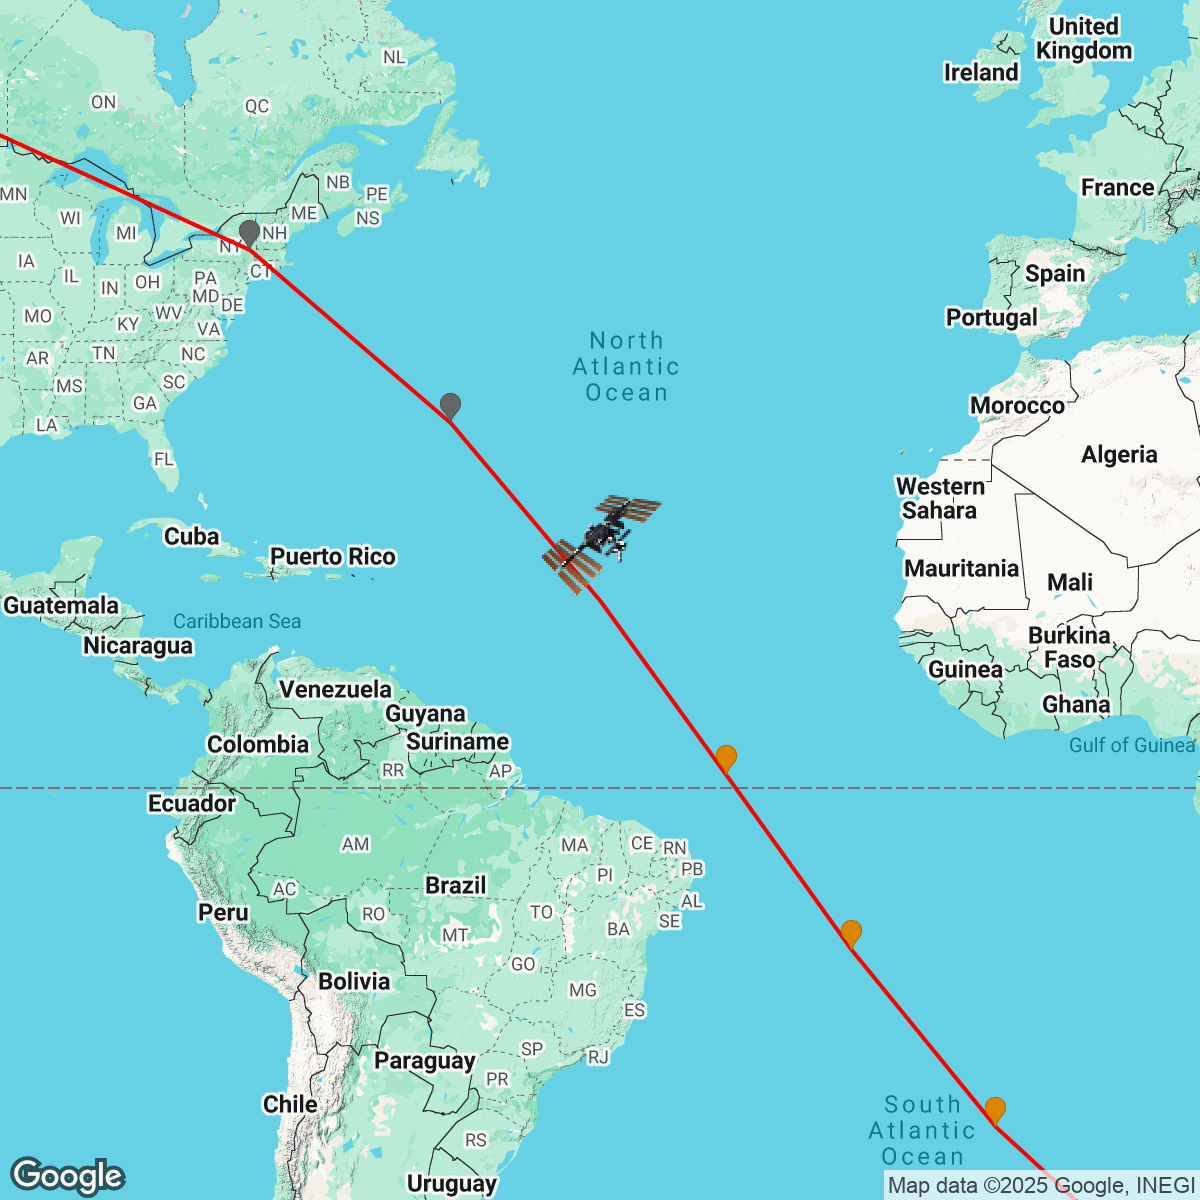 United
Kingdom
Ireland
NL
ON
QC
France
NB
PE
MN
ME
NS
WI
MI
NH
NY
IA
CT
Spain
IL
OH
PA
IN
MD
DE
MO
WV
VA
Portugal
KY
North
Atlantic
Ocean
TN
NC
AR
MS
SC
GA
Morocco
LA
Algeria
FL
Western
Sahara
Cuba
Puerto Rico
Mauritania
Mali
Guatemala
Caribbean Sea
Nicaragua
Burkina
Faso
Guinea
Venezuela
Ghana
Guyana
Colombia
Suriname
Gulf of Guinea
RR
AP
Ecuador
AM
MA
CE
RN
PI
PB
AC
Brazil
AL
Peru
RO
TO
SE
MT
BA
GO
Bolivia
MG
ES
SP
RJ
Paraguay
PR
Chile
South
Atlantic
Ocean
RS
Uruguay
Google
Map data ©2025 Google, INEGI